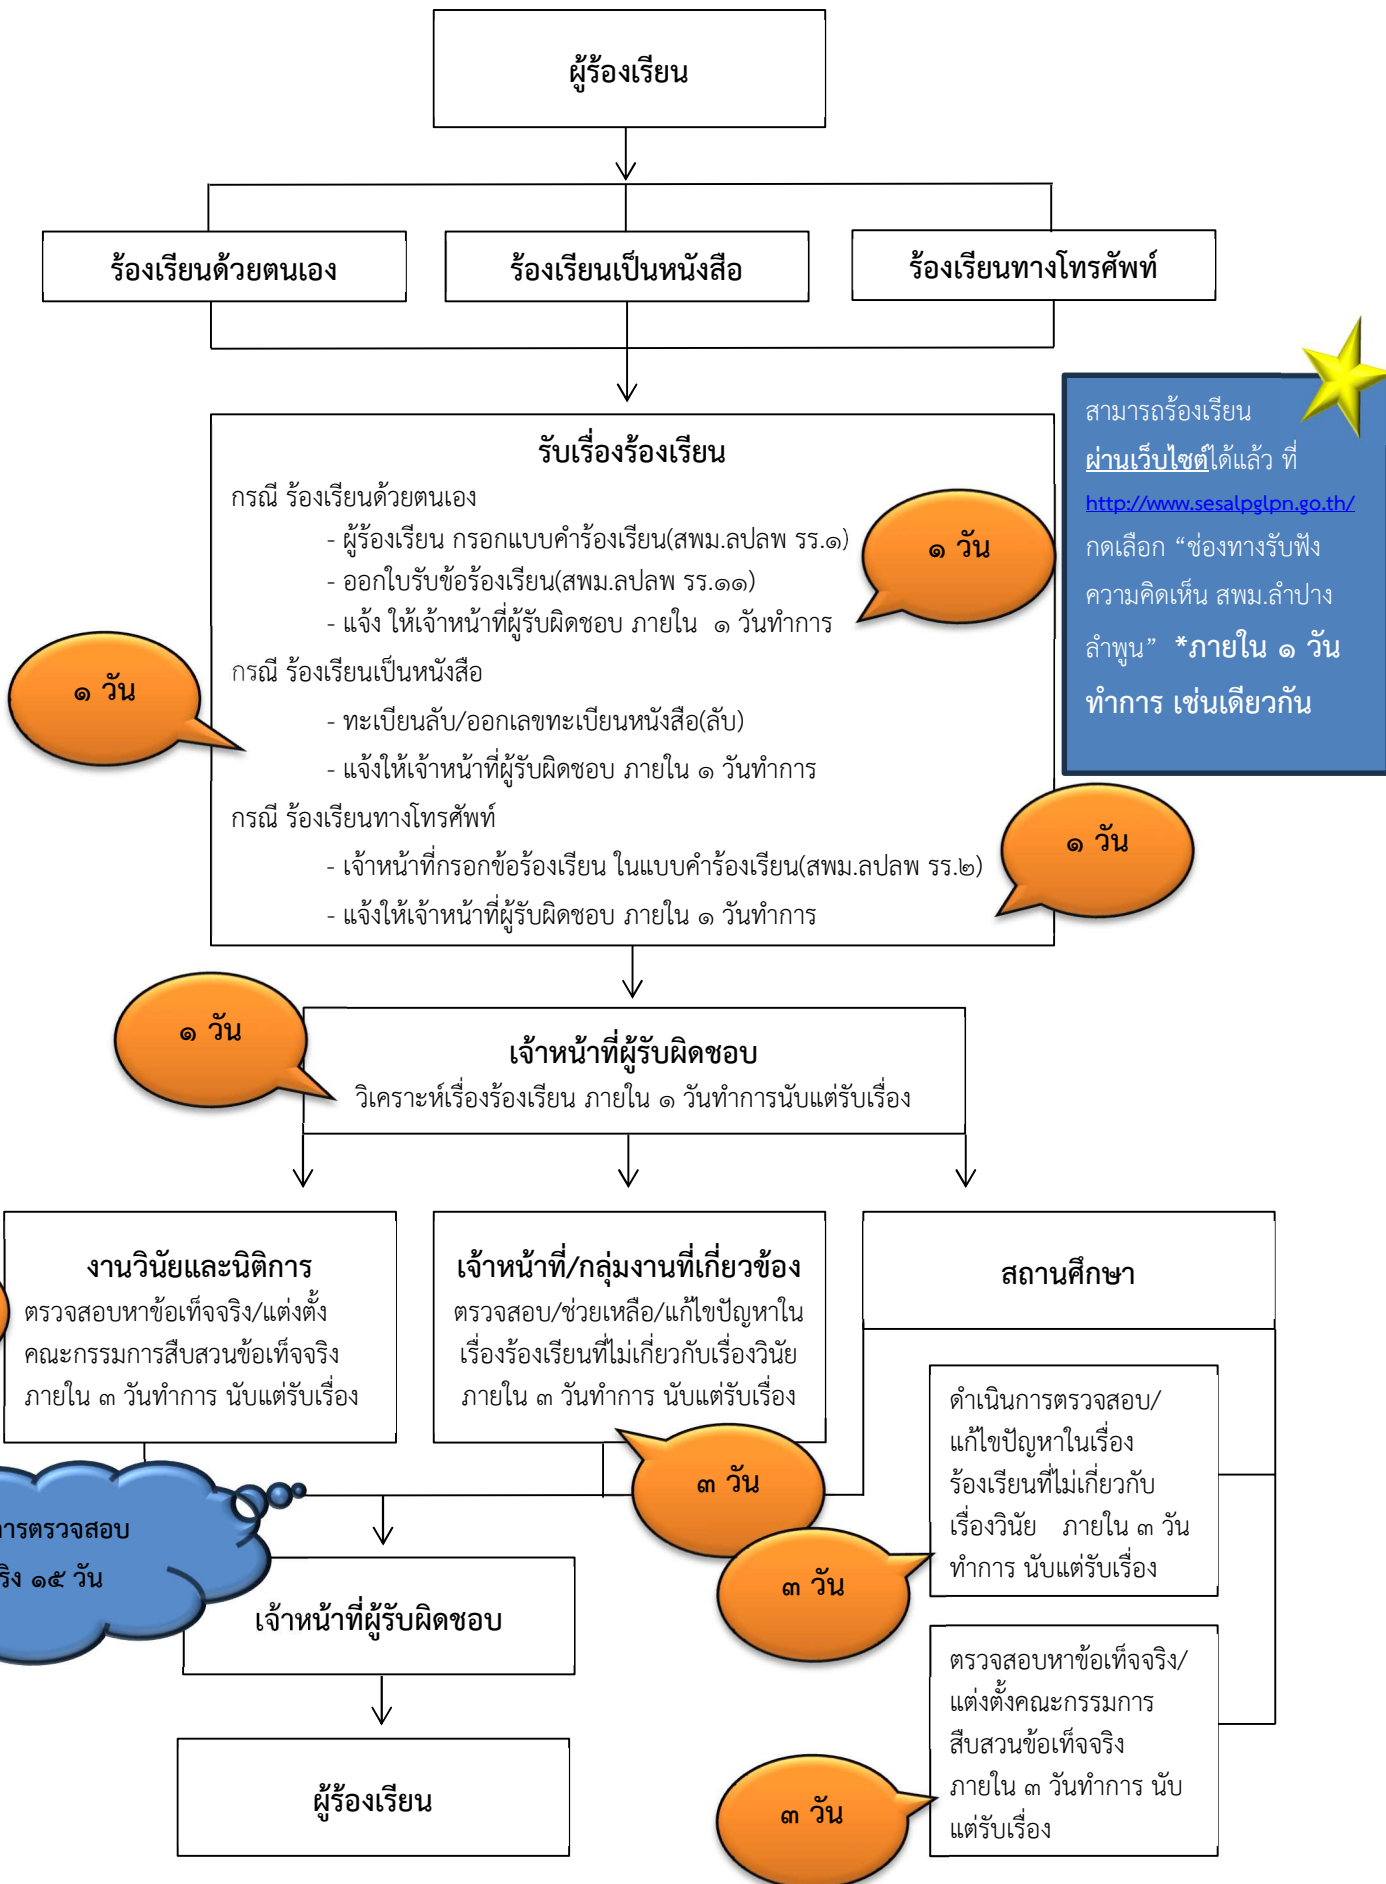 ผู้ร้องเรียน
ร้องเรียนด้วยตนเอง
ร้องเรียนเป็นหนังสือ
ร้องเรียนทางโทรศัพท์
สามารถร้องเรียน
ผ่านเว็บไซต์ได้แล้ว ที่
http://www.sesalpglpn.go.th/
กดเลือก “ช่องทางรับฟัง
ความคิดเห็น สพม.ลำปาง
ลำพูน” *ภายใน ๑ วัน
ทำการ เช่นเดียวกัน
รับเรื่องร้องเรียน
กรณี ร้องเรียนด้วยตนเอง
- ผู้ร้องเรียน กรอกแบบคำร้องเรียน(สพม.ลปลพ รร.๑)
- ออกใบรับข้อร้องเรียน(สพม.ลปลพ รร.๑๑)
- แจ้ง ให้เจ้าหน้าที่ผู้รับผิดชอบ ภายใน ๑ วันทำการ
๑ วัน
กรณี ร้องเรียนเป็นหนังสือ
- ทะเบียนลับ/ออกเลขทะเบียนหนังสือ(ลับ)
- แจ้งให้เจ้าหน้าที่ผู้รับผิดชอบ ภายใน ๑ วันทำการ
๑ วัน
กรณี ร้องเรียนทางโทรศัพท์
- เจ้าหน้าที่กรอกข้อร้องเรียน ในแบบคำร้องเรียน(สพม.ลปลพ รร.๒)
- แจ้งให้เจ้าหน้าที่ผู้รับผิดชอบ ภายใน ๑ วันทำการ
๑ วัน
๑ วัน
เจ้าหน้าที่ผู้รับผิดชอบ
วิเคราะห์เรื่องร้องเรียน ภายใน ๑ วันทำการนับแต่รับเรื่อง
งานวินัยและนิติการ
ตรวจสอบหาข้อเท็จจริง/แต่งตั้ง
คณะกรรมการสืบสวนข้อเท็จจริง
ภายใน ๓ วันทำการ นับแต่รับเรื่อง
เจ้าหน้าที่/กลุ่มงานที่เกี่ยวข้อง
ตรวจสอบ/ช่วยเหลือ/แก้ไขปัญหาใน
เรื่องร้องเรียนที่ไม่เกี่ยวกับเรื่องวินัย
ภายใน ๓ วันทำการ นับแต่รับเรื่อง
๓ วัน
สถานศึกษา
ดำเนินการตรวจสอบ/
แก้ไขปัญหาในเรื่อง
ร้องเรียนที่ไม่เกี่ยวกับ
เรื่องวินัย ภายใน ๓ วัน
ทำการ นับแต่รับเรื่อง
๓ วัน
ตรวจสอบหาข้อเท็จจริง/
แต่งตั้งคณะกรรมการ
สืบสวนข้อเท็จจริง
ภายใน ๓ วันทำการ นับ
แต่รับเรื่อง
๓ วัน
การตรวจสอบ
๑๕ วัน
เจ้าหน้าที่ผู้รับผิดชอบ
ผู้ร้องเรียน